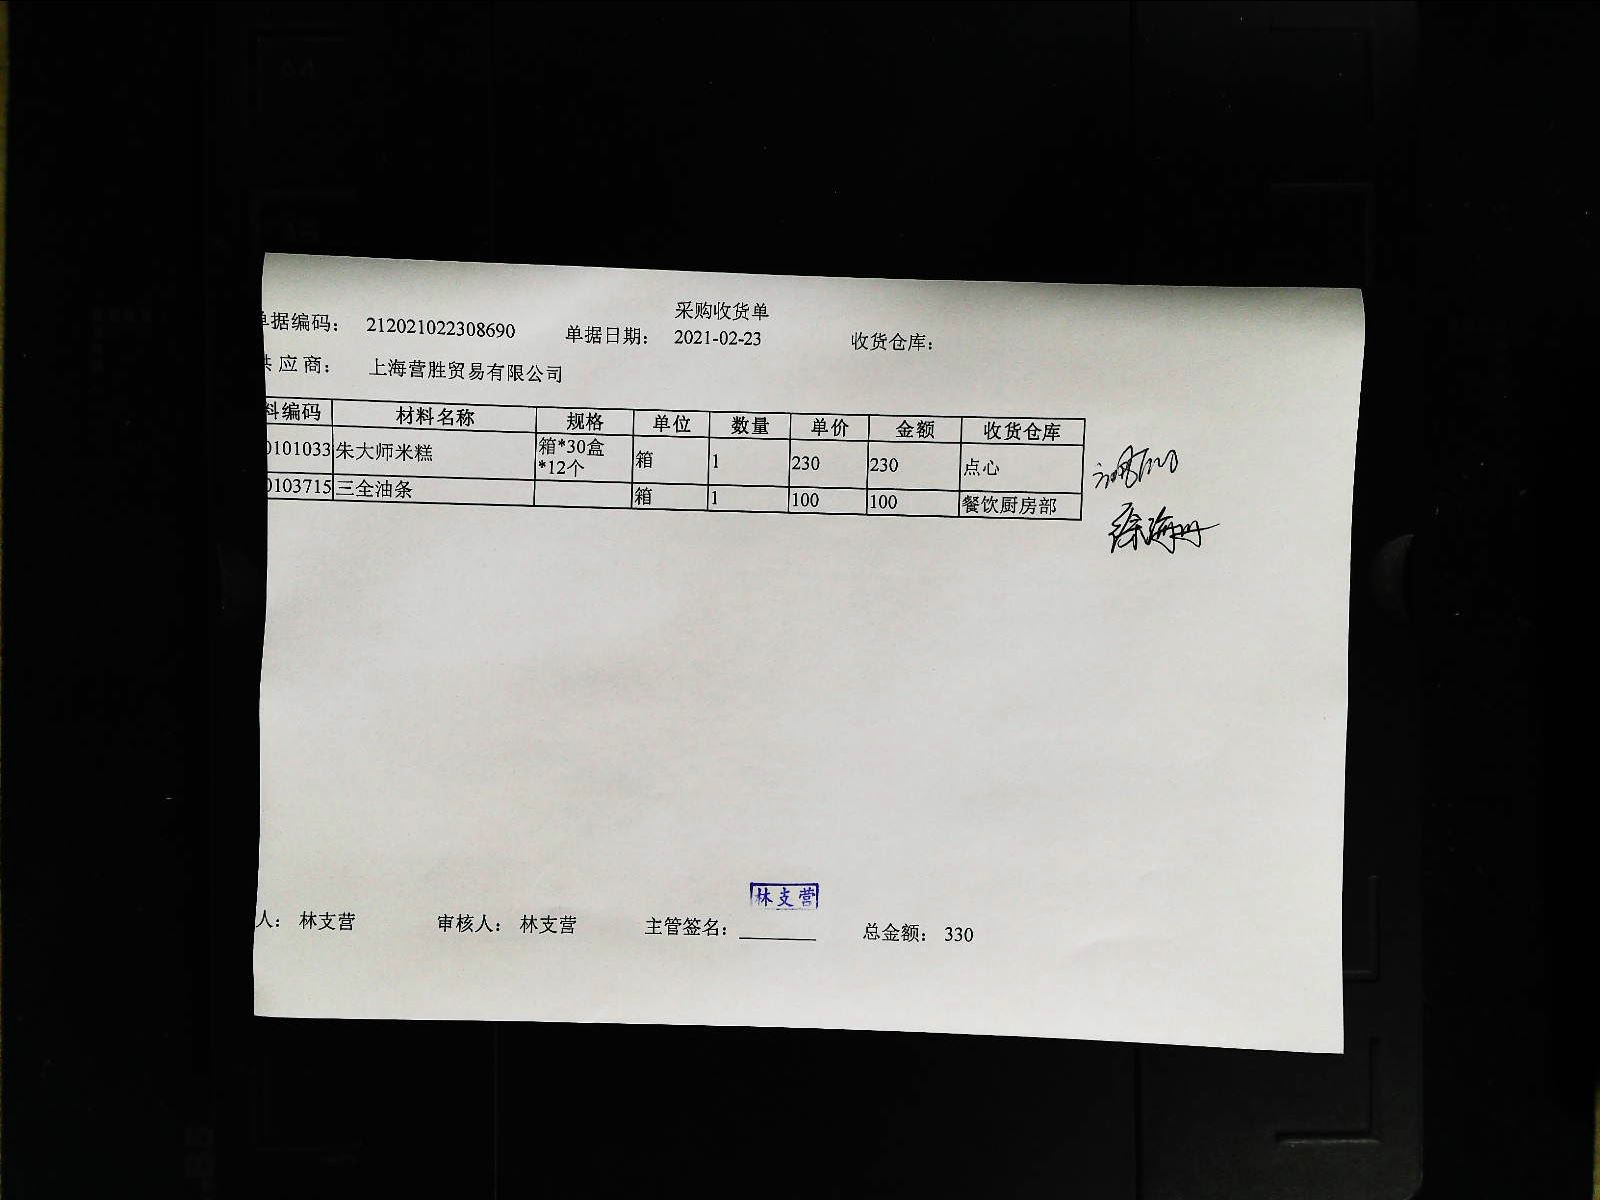 采购收货单
单据编码： 212021022308690 单据日期： 2021-02-23 收货仓库：
供应商： 上海营胜贸易有限公司
料编码 材料名称 规格 单位 数量 单价 金额 收货仓库
0101033 朱大师米糕 箱*30盒*12个 箱 1 230 230 点心
0103715 三全油条 箱 1 100 100 餐饮厨房部
徐海丹
林支营
人： 林支营 审核人： 林支营 主管签名： 总金额： 330